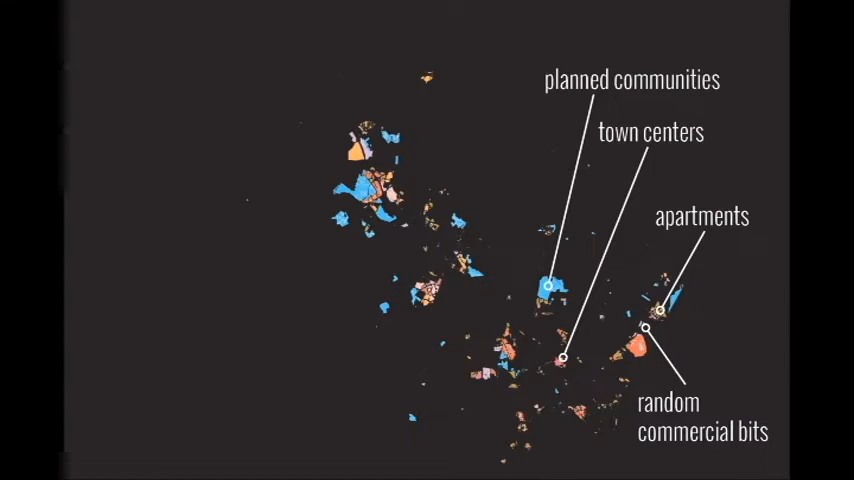 planned communities
town centers
apartments
random
commercial bits